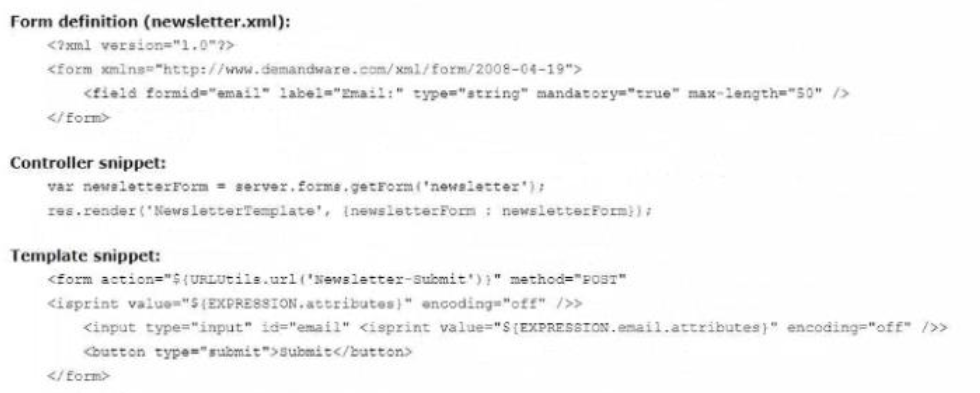 Form definition (newsletter.xml):
<?xml version="1.0"?>
<form xmlns="http://www.demandware.com/xml/form/2008-04-19">
<field formid="email" label="Email:" type="string" mandatory="true" max-length="50" />
</form>
Controller snippet:
var newsletterForm = server.forms.getForm('newsletter');
res.render('NewsletterTemplate', {newsletterForm : newsletterForm});
Template snippet:
<form action="${URLUtils.url('Newsletter-Submit')}" method="POST"
<isprint value="${EXPRESSION.attributes}" encoding="off" />>
<input type="input" id="email" <isprint value="${EXPRESSION.email.attributes}" encoding="off" />>
<button type="submit">Submit</button>
</form>